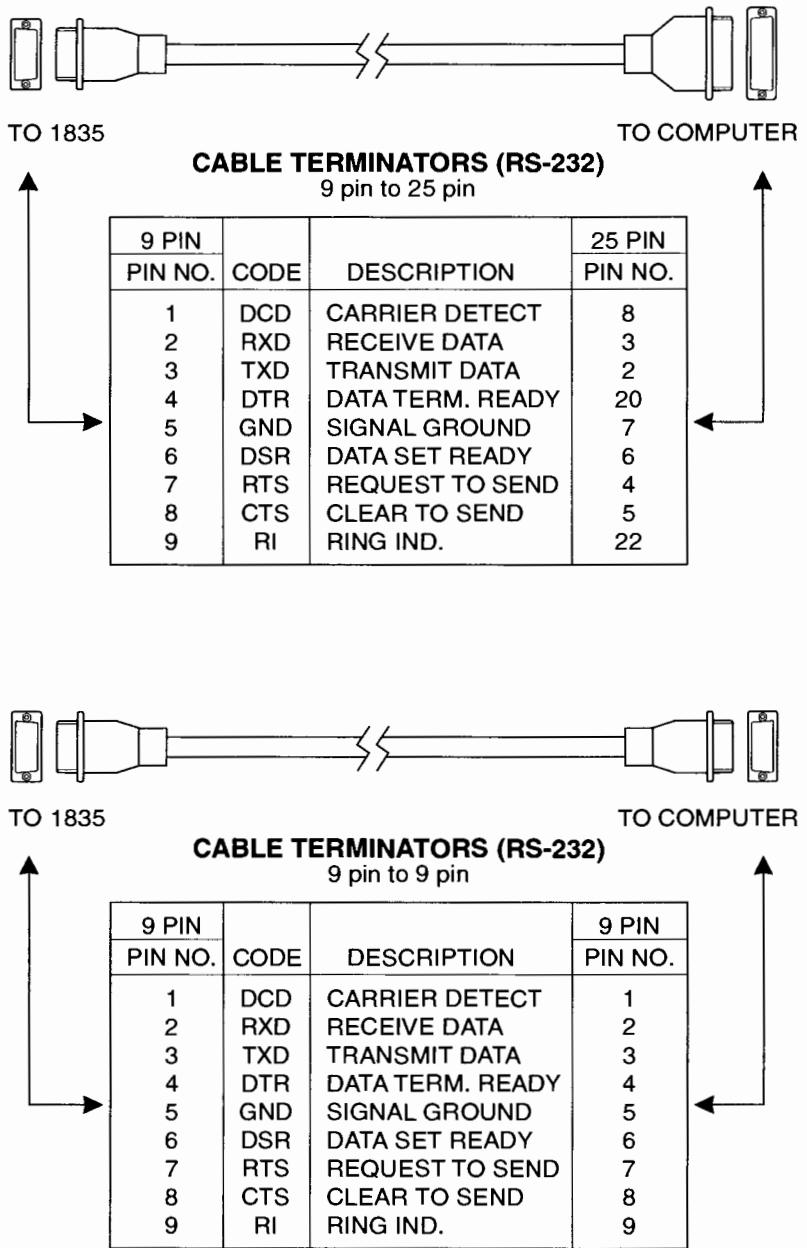 TO 1835 TO COMPUTER
CABLE TERMINATORS (RS-232)
9 pin to 25 pin
9 PIN 25 PIN
PIN NO. CODE DESCRIPTION PIN NO.
1 DCD CARRIER DETECT 8
2 RXD RECEIVE DATA 3
3 TXD TRANSMIT DATA 2
4 DTR DATA TERM. READY 20
5 GND SIGNAL GROUND 7
6 DSR DATA SET READY 6
7 RTS REQUEST TO SEND 4
8 CTS CLEAR TO SEND 5
9 RI RING IND. 22
TO 1835 TO COMPUTER
CABLE TERMINATORS (RS-232)
9 pin to 9 pin
9 PIN 9 PIN
PIN NO. CODE DESCRIPTION PIN NO.
1 DCD CARRIER DETECT 1
2 RXD RECEIVE DATA 2
3 TXD TRANSMIT DATA 3
4 DTR DATA TERM. READY 4
5 GND SIGNAL GROUND 5
6 DSR DATA SET READY 6
7 RTS REQUEST TO SEND 7
8 CTS CLEAR TO SEND 8
9 RI RING IND. 9